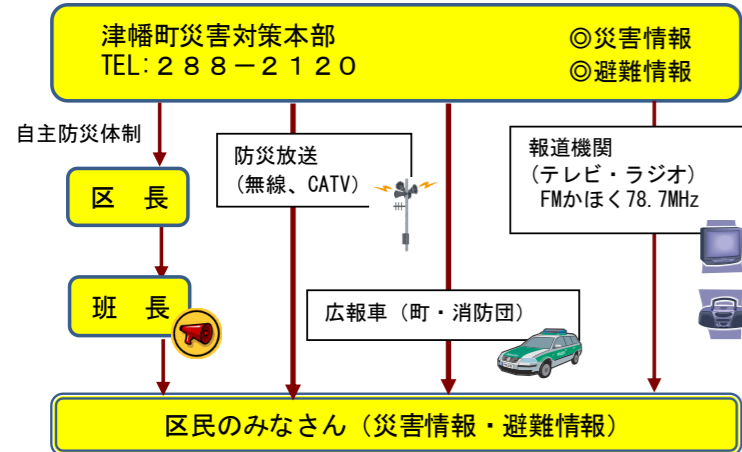 津幡町災害対策本部
TEL:２８８－２１２０
◎災害情報
◎避難情報
自主防災体制
区　長
班　長
防災放送
(無線、CATV)
広報車（町・消防団）
報道機関
(テレビ・ラジオ)
FMかほく78.7MHz
区民のみなさん（災害情報・避難情報）